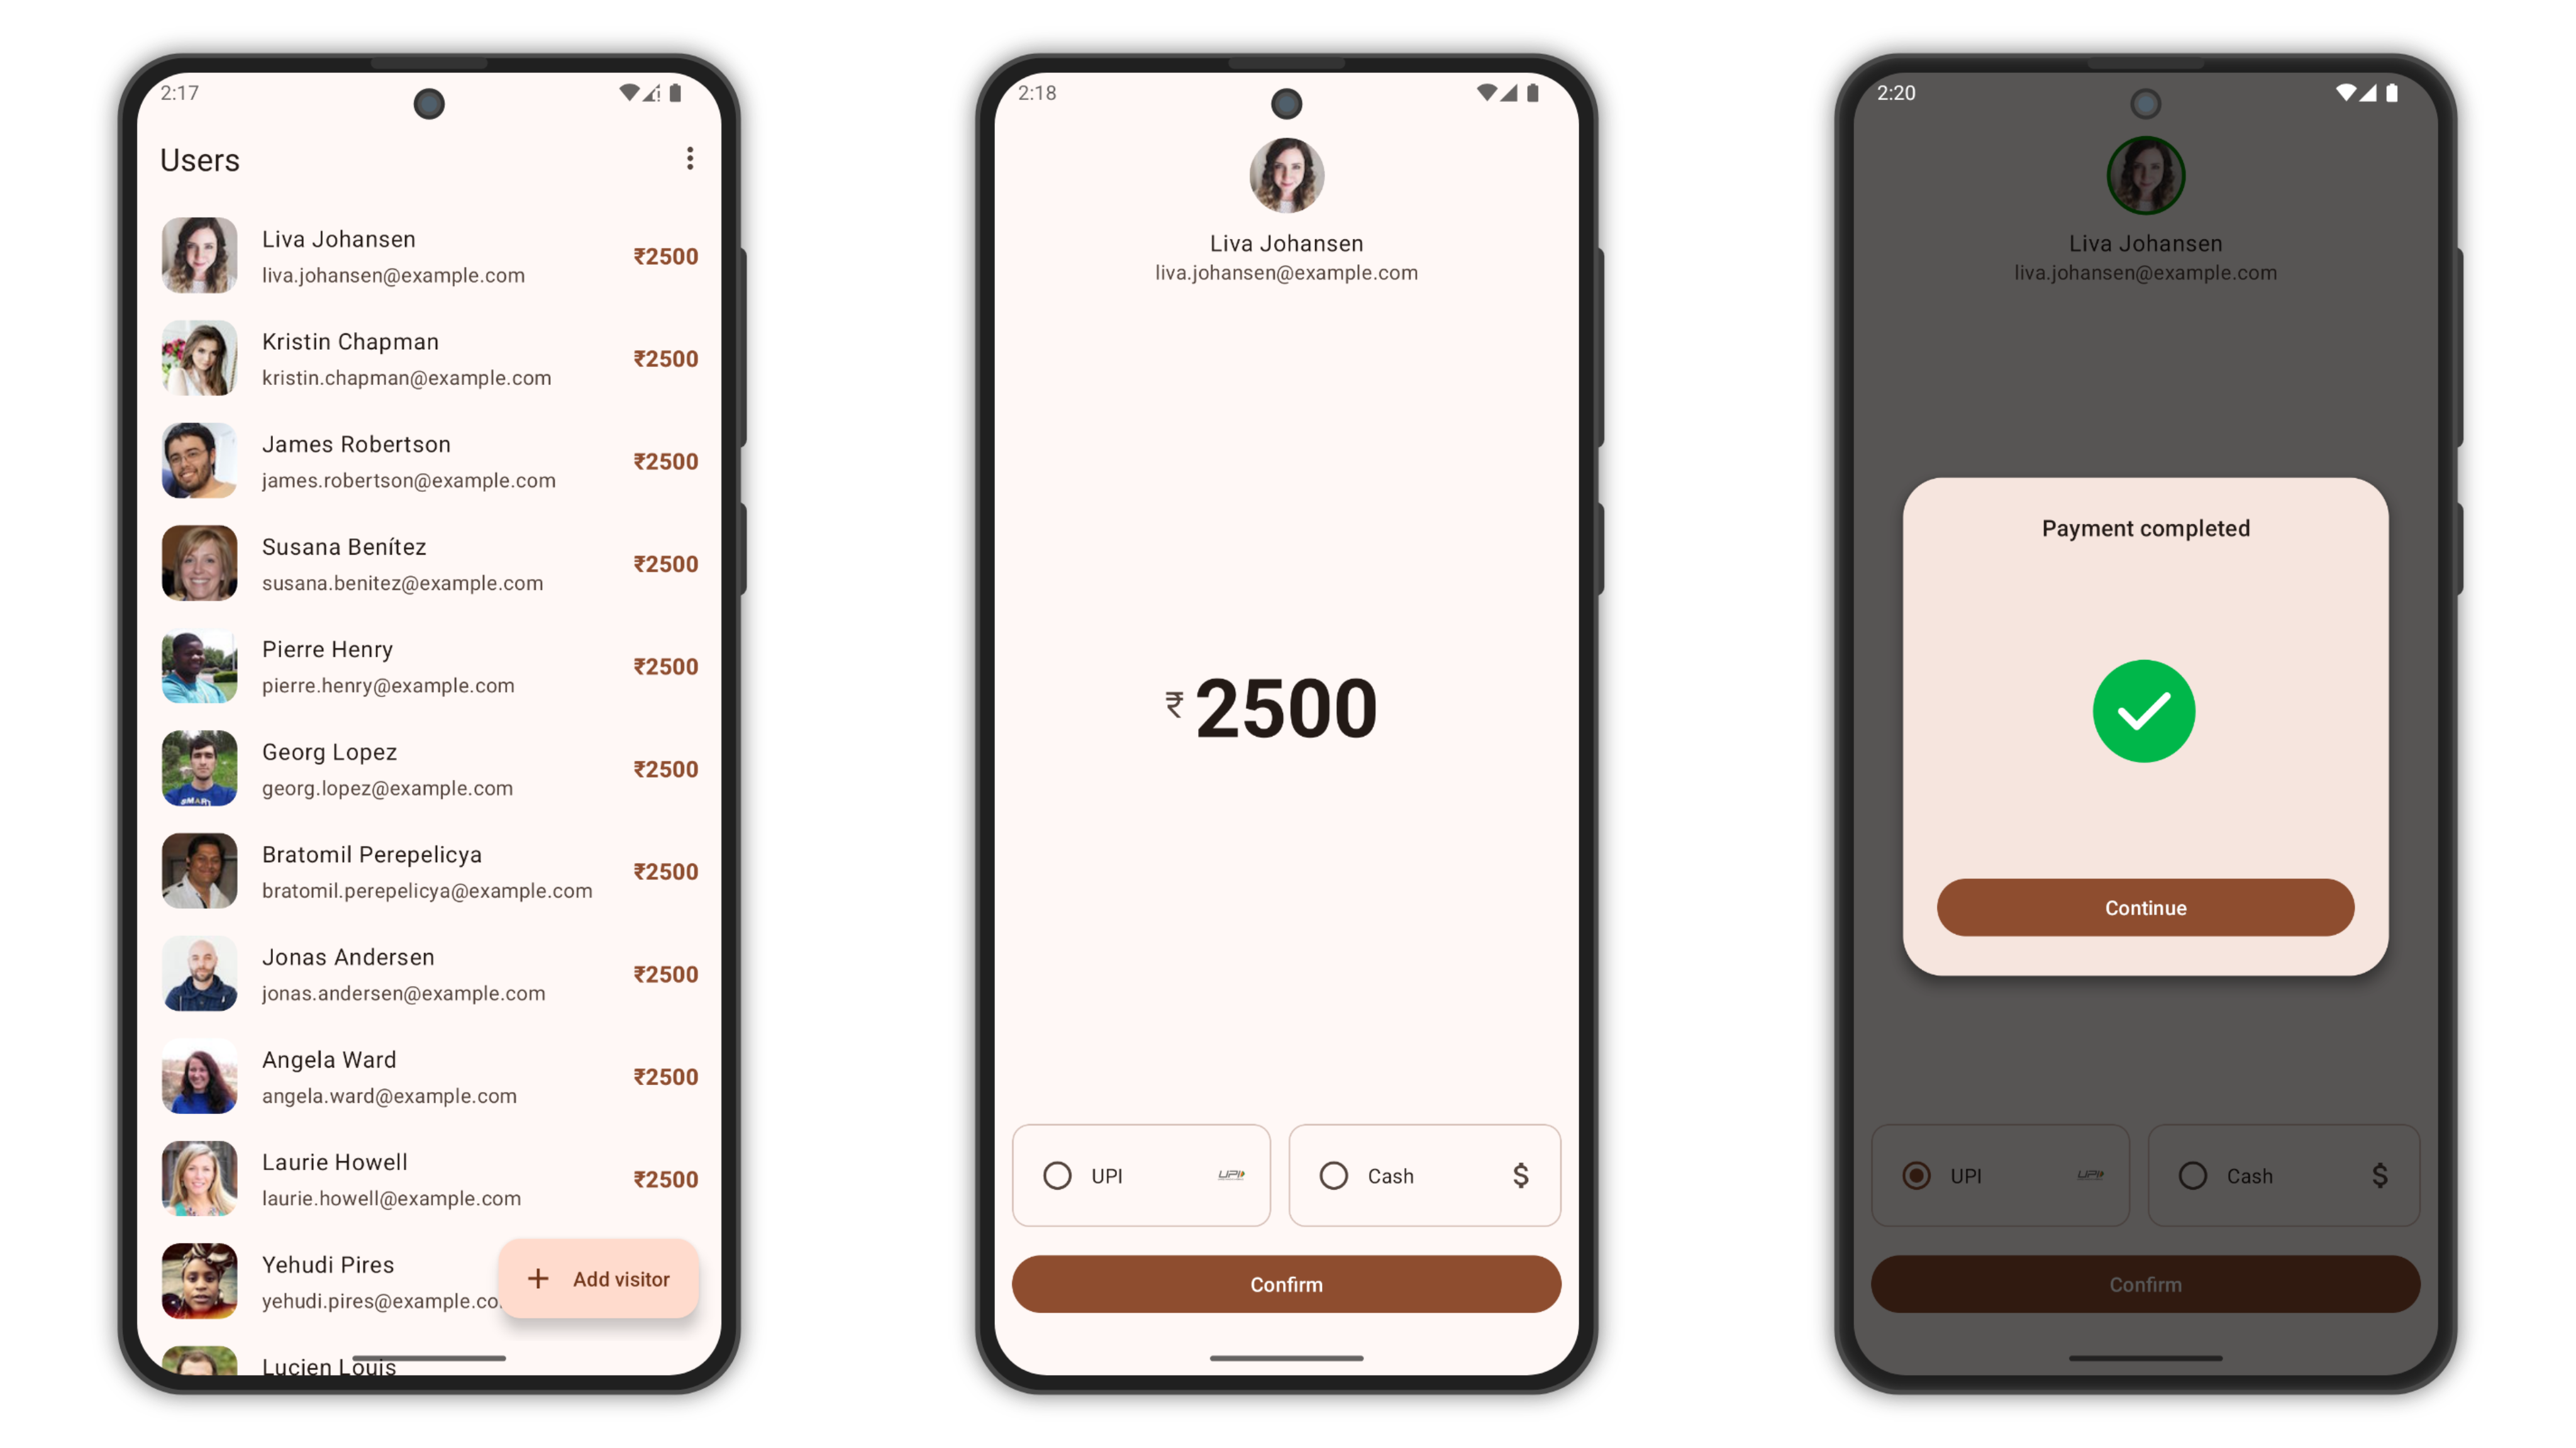 2:17
Users
Liva Johansen
liva.johansen@example.com
₹2500
Kristin Chapman
kristin.chapman@example.com
₹2500
James Robertson
james.robertson@example.com
₹2500
Susana Benítez
susana.benitez@example.com
₹2500
Pierre Henry
pierre.henry@example.com
₹2500
Georg Lopez
georg.lopez@example.com
₹2500
SMART
Bratomil Perepelicya
bratomil.perepelicya@example.com
₹2500
Jonas Andersen
jonas.andersen@example.com
₹2500
Angela Ward
angela.ward@example.com
₹2500
Laurie Howell
laurie.howell@example.com
₹2500
Yehudi Pires
yehudi.pires@example.co
+ Add visitor
Lucien Louis
2:18
Liva Johansen
liva.johansen@example.com
₹ 2500
UPI UPI
Cash $
Confirm
2:20
Liva Johansen
liva.johansen@example.com
Payment completed
Continue
UPI UPI
Cash $
Confirm